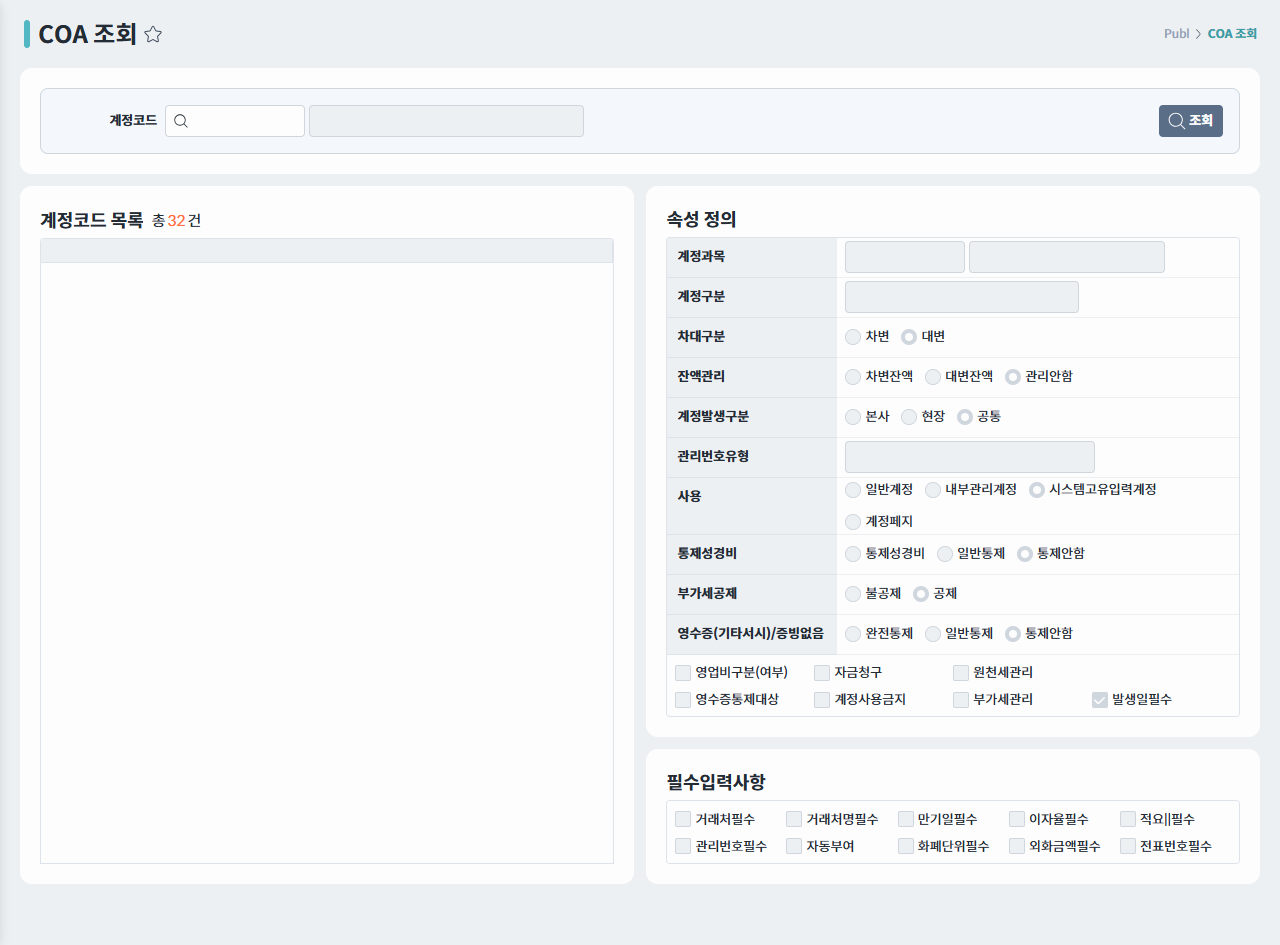 COA 조회
Publ > COA 조회
계정코드
조회
계정코드 목록 총 32 건
속성 정의
계정과목
계정구분
차대구분 차변 대변
잔액관리 차변잔액 대변잔액 관리안함
계정발생구분 본사 현장 공통
관리번호유형
사용 일반계정 내부관리계정 시스템고유입력계정
계정페지
통제성경비 통제성경비 일반통제 통제안함
부가세공제 불공제 공제
영수증(기타서시)/증빙없음 완전통제 일반통제 통제안함
영업비구분(여부) 자금청구 원천세관리
영수증통제대상 계정사용금지 부가세관리 발생일필수
필수입력사항
거래처필수 거래처명필수 만기일필수 이자율필수 적요||필수
관리번호필수 자동부여 화폐단위필수 외화금액필수 전표번호필수